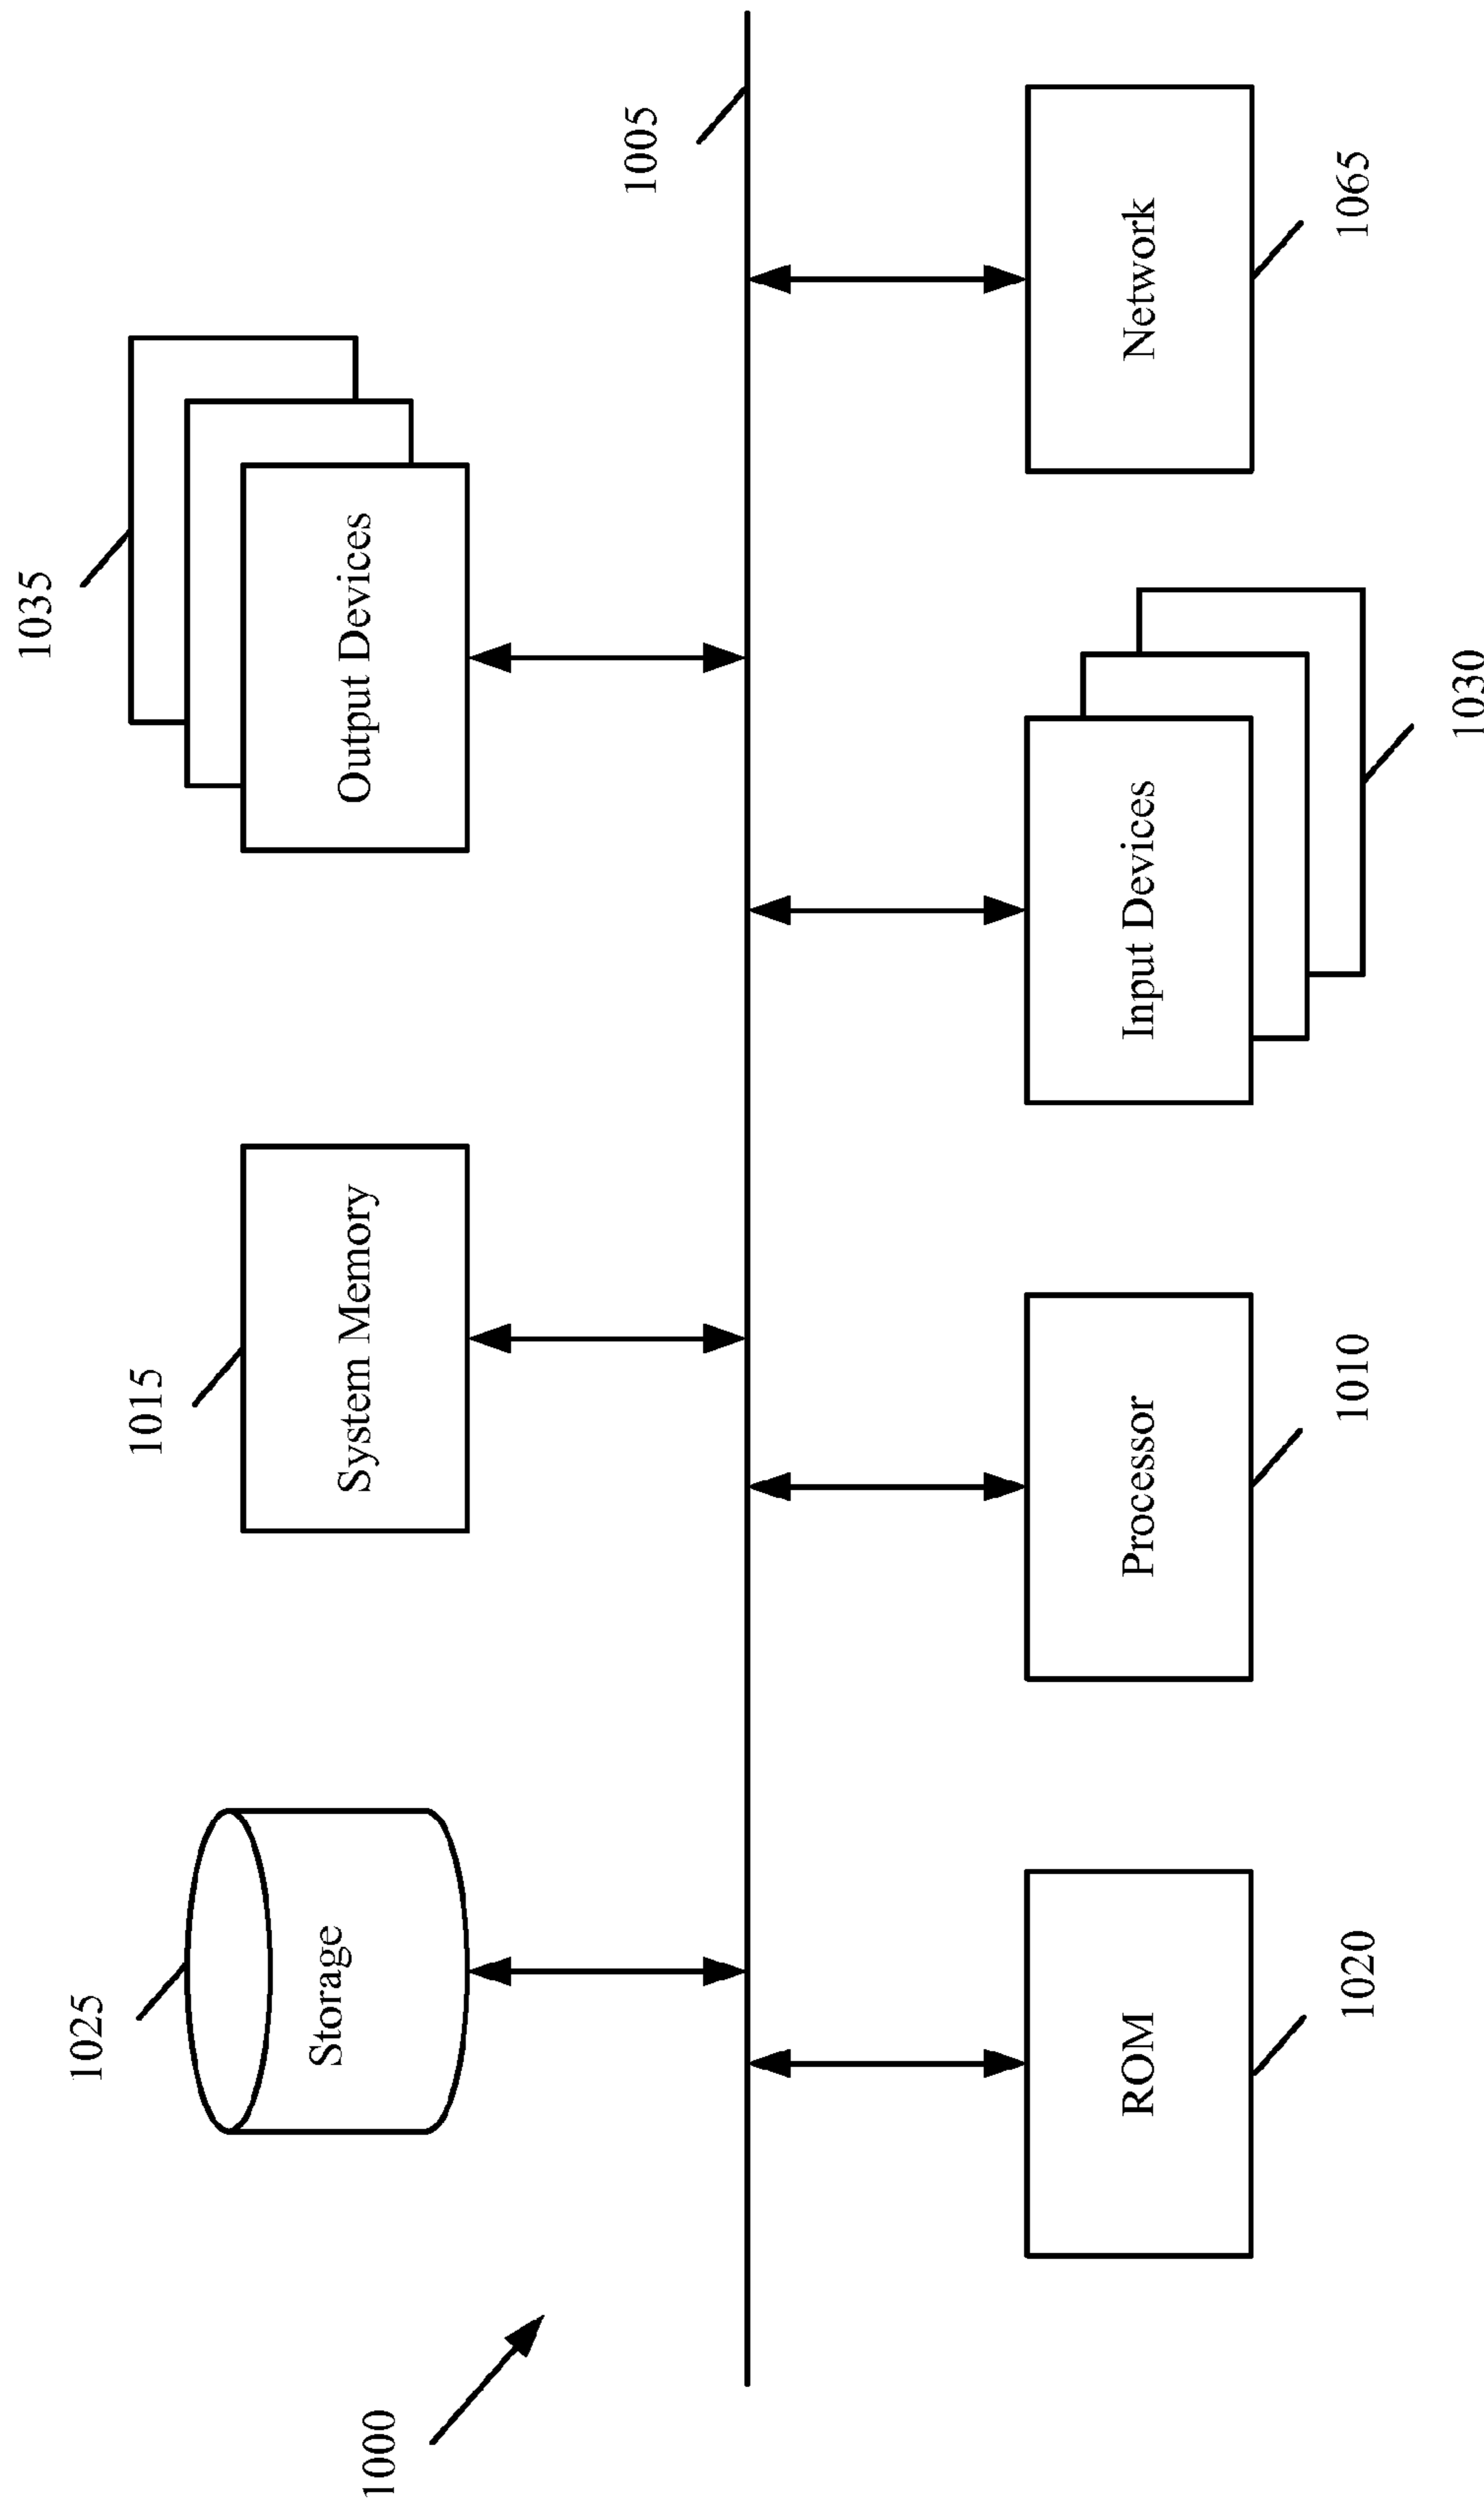 1000
1025
Storage
1015
System Memory
1035
Output Devices
1005
ROM
1020
Processor
1010
Input Devices
1030
Network
1065